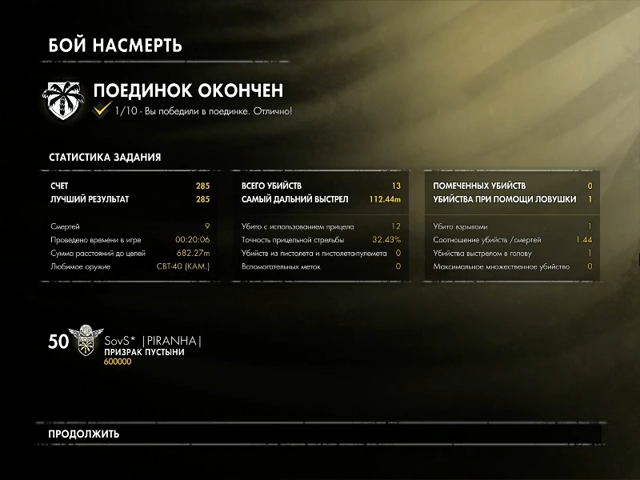 БОЙ НАСМЕРТЬ
ПОЕДИНОК ОКОНЧЕН
1/10 - Вы победили в поединке. Отлично!
СТАТИСТИКА ЗАДАНИЯ
СЧЕТ 285
ЛУЧШИЙ РЕЗУЛЬТАТ 285
Смертей 9
Проведено времени в игре 00:20:06
Сумма расстояний до целей 682.27m
Любимое оружие СВТ-40 (КАМ.)
ВСЕГО УБИЙСТВ 13
САМЫЙ ДАЛЬНИЙ ВЫСТРЕЛ 112.44m
Убито с использованием прицела 12
Точность прицельной стрельбы 32.43%
Убийств из пистолета и пистолета-пулемета 0
Вспомогательных меток 0
ПОМЕЧЕННЫХ УБИЙСТВ 0
УБИЙСТВА ПРИ ПОМОЩИ ЛОВУШКИ 1
Убито взрывами 1
Соотношение убийств /смертей 1.44
Убийства выстрелом в голову 1
Максимальное множественное убийство 0
50 SovS* |PIRANHA|
ПРИЗРАК ПУСТЫНИ
600000
ПРОДОЛЖИТЬ